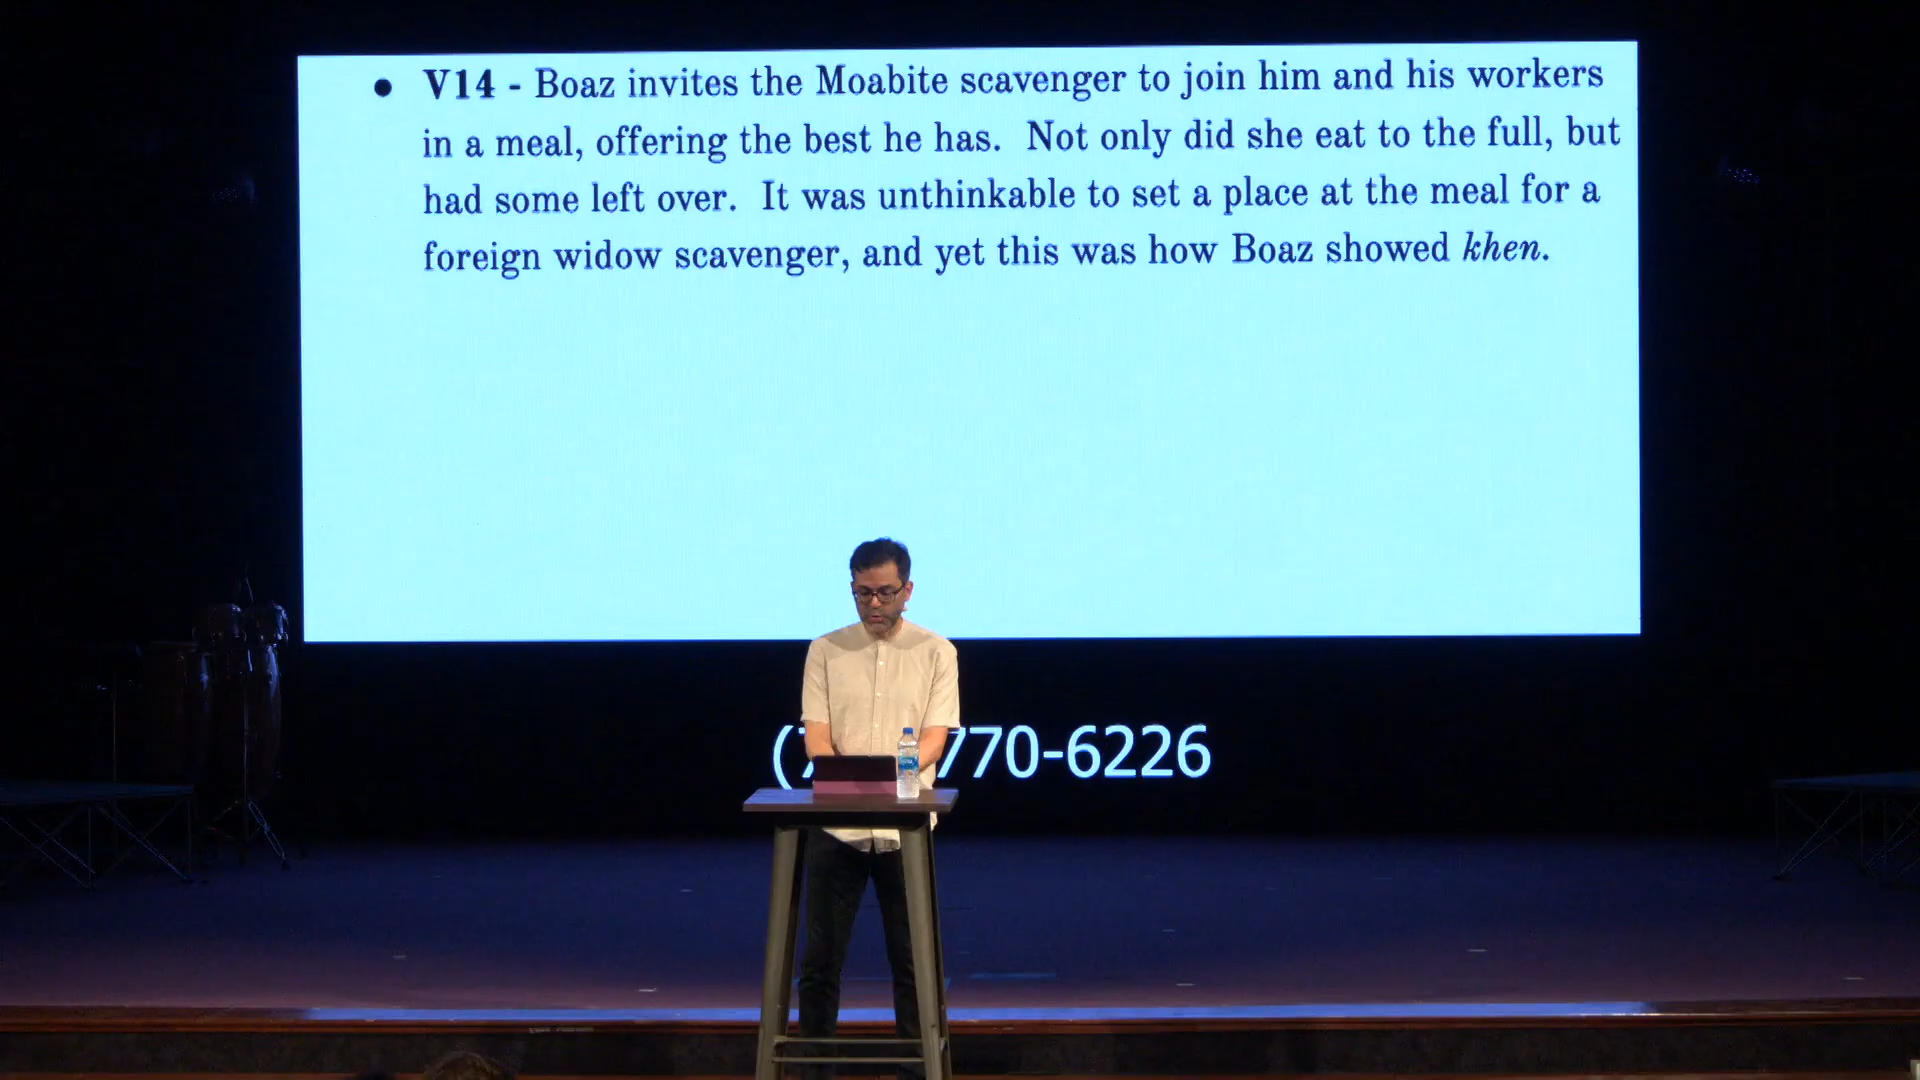 • V14 - Boaz invites the Moabite scavenger to join him and his workers
in a meal, offering the best he has. Not only did she eat to the full, but
had some left over. It was unthinkable to set a place at the meal for a
foreign widow scavenger, and yet this was how Boaz showed khen.
(7 770-6226